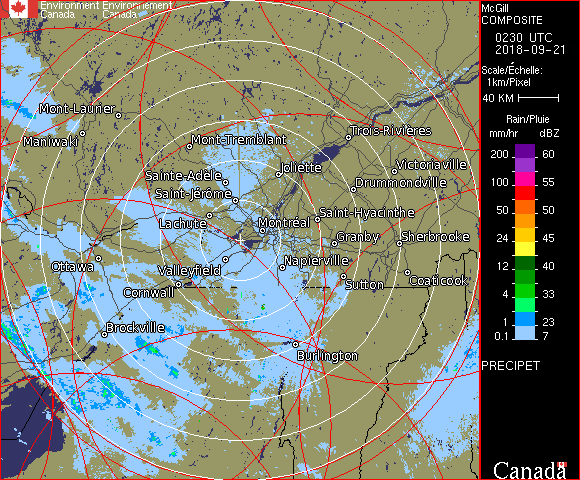 Environment Environnement
Canada Canada
McGill
COMPOSITE
0230 UTC
2018-09-21
Scale/Échelle:
1km/Pixel
40 KM
Rain/Pluie
mm/hr dBZ
200 60
100 55
50 50
24 45
12 40
4 33
1 23
0.1 7
PRECIPET
Canada
Mont-Laurier
Maniwaki
Mont-Tremblant
Trois-Rivières
Victoriaville
Joliette
Sainte-Adèle
Drummondville
Saint-Jérôme
Saint-Hyacinthe
Lachute
Montréal
Granby
Sherbrooke
Ottawa
Valleyfield
Napierville
Sutton
Coaticook
Cornwall
Brockville
Burlington